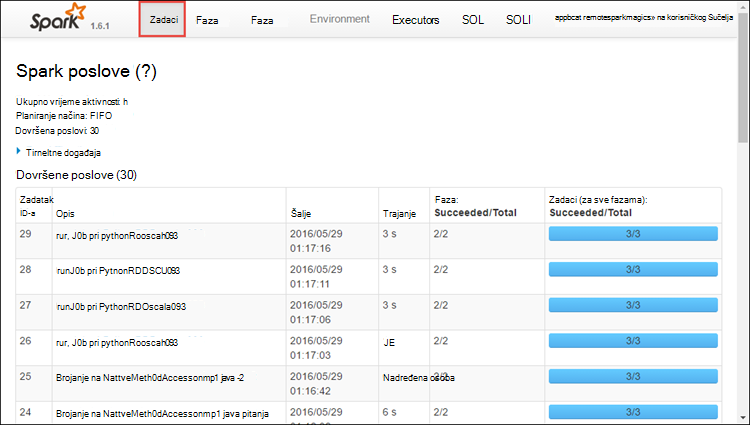 Spark 1.6.1 Zadaci Faza Faza Environment Executors SOL SOLI appbcat remotesparkmagics» na korisničkog Sučelja
Spark poslove (?)
Ukupno vrijeme aktivnosti: h
Planiranje načina: FIFO
Dovršena poslovi: 30
Tirneltne događaja
Dovršene poslove (30)
Zadatak ID-a Opis Šalje Trajanje Faza: Succeeded/Total Zadaci (za sve fazama): Succeeded/Total
29 rur, J0b pri pythonRooscah093 2016/05/29 01:17:16 3 s 2/2 3/3
28 runJ0b pri PytnonRDDSCU093 2016/05/29 01:17:11 3 s 2/2 3/3
27 runJ0b pri PythonRDOscala093 2016/05/29 01:17:06 3 s 2/2 3/3
26 rur, J0b pri pythonRooscah093 2016/05/29 01:17:03 JE 2/2 3/3
25 Brojanje na NattveMeth0dAccessonmp1 java -2 2016/05/29 01:16:42 Nadređena osoba 2/2 3/3
24 Brojanje na NattveMeth0dAccessonmp1 java pitanja 2016/05/29 6 s 2/2 3/3